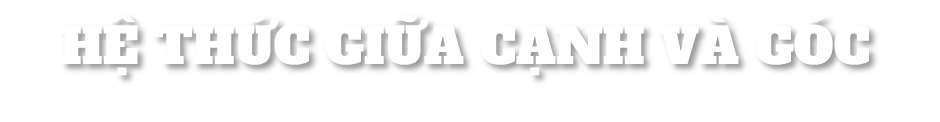 HỆ THỨC GIỮA CẠNH VÀ GÓC